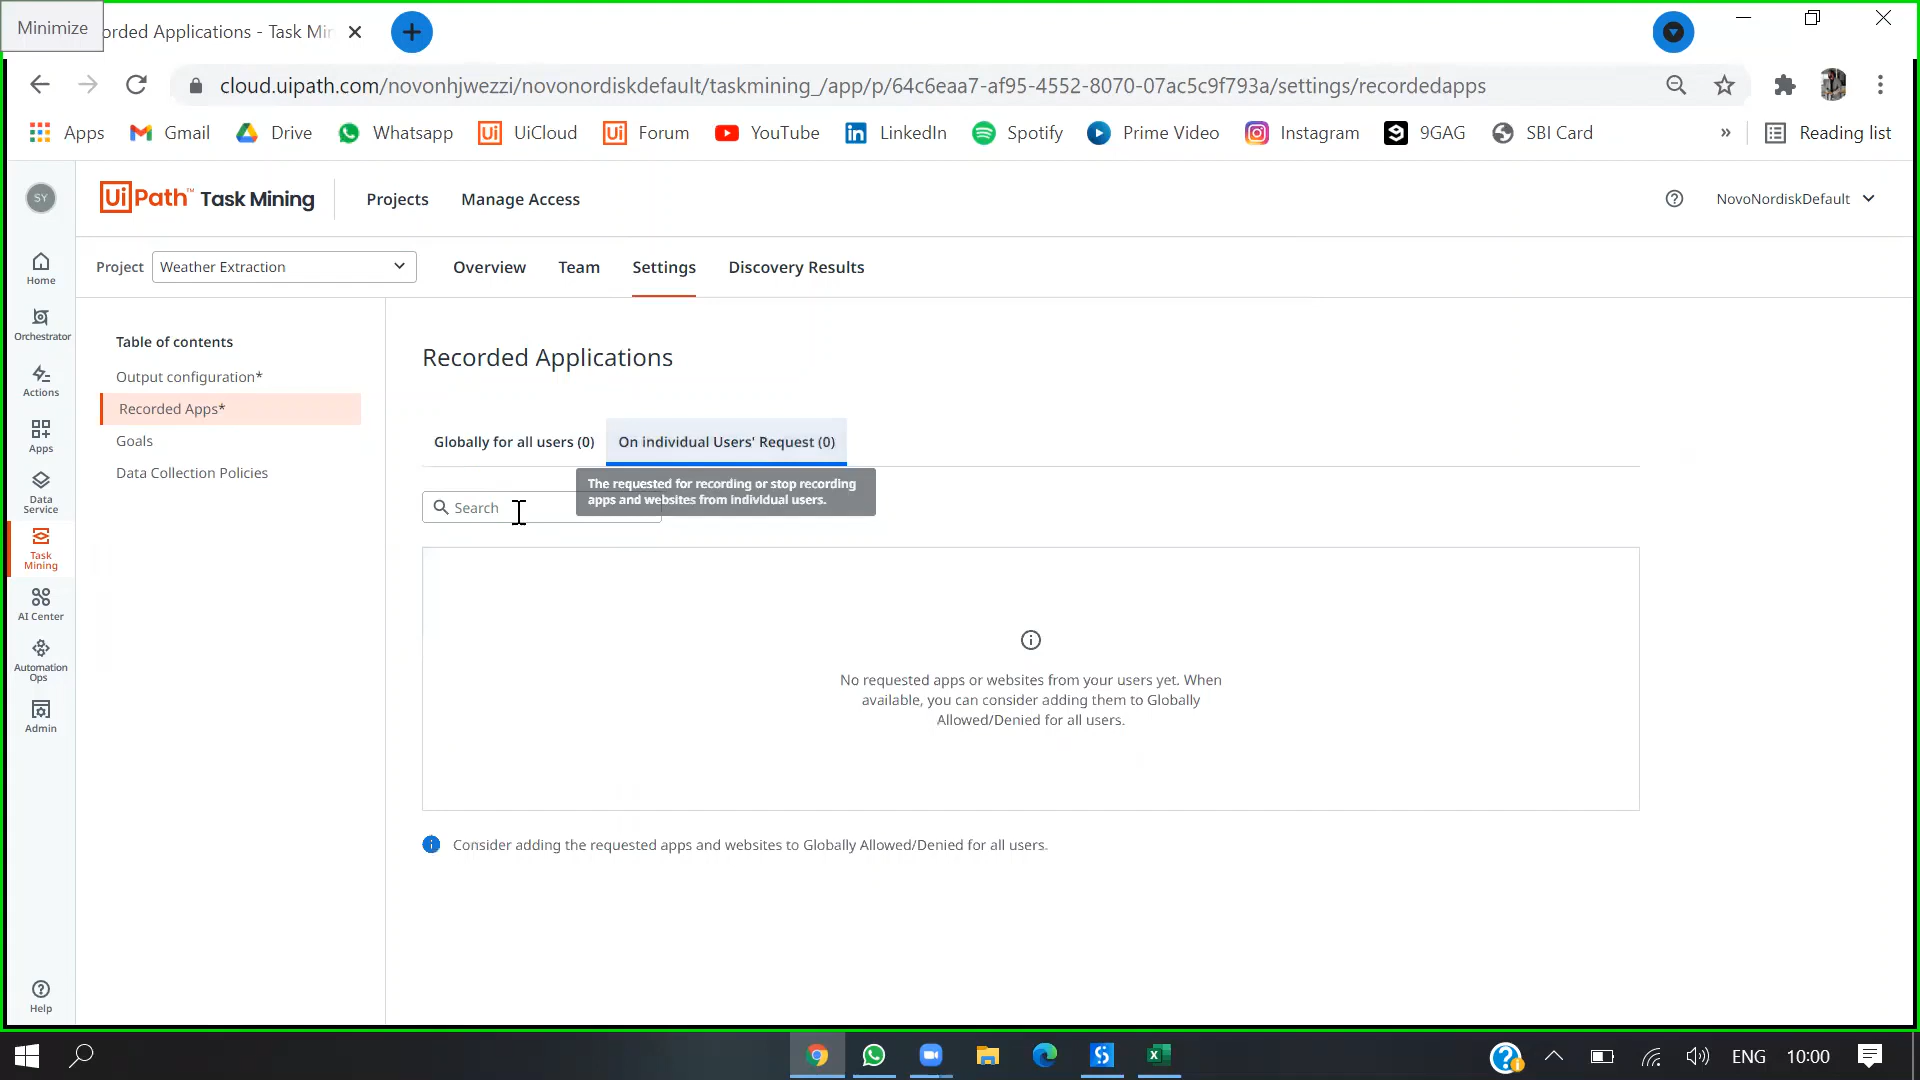 Minimize
orded Applications - Task Mir
cloud.uipath.com/novonhjwezzi/novonordiskdefault/taskmining_/app/p/64c6eaa7-af95-4552-8070-07ac5c9f793a/settings/recordedapps
Apps Gmail Drive Whatsapp UiCloud Forum YouTube LinkedIn Spotify Prime Video Instagram 9GAG SBI Card » Reading list
SY
UiPath™ Task Mining Projects Manage Access NovoNordiskDefault
Project Weather Extraction Overview Team Settings Discovery Results
Home
Orchestrator
Actions
Apps
Data
Service
Task
Mining
AI Center
Automation
Ops
Admin
Help
Table of contents
Output configuration*
Recorded Apps*
Goals
Data Collection Policies
Recorded Applications
Globally for all users (0) On individual Users' Request (0)
The requested for recording or stop recording
apps and websites from individual users.
Search
No requested apps or websites from your users yet. When
available, you can consider adding them to Globally
Allowed/Denied for all users.
Consider adding the requested apps and websites to Globally Allowed/Denied for all users.
ENG 10:00